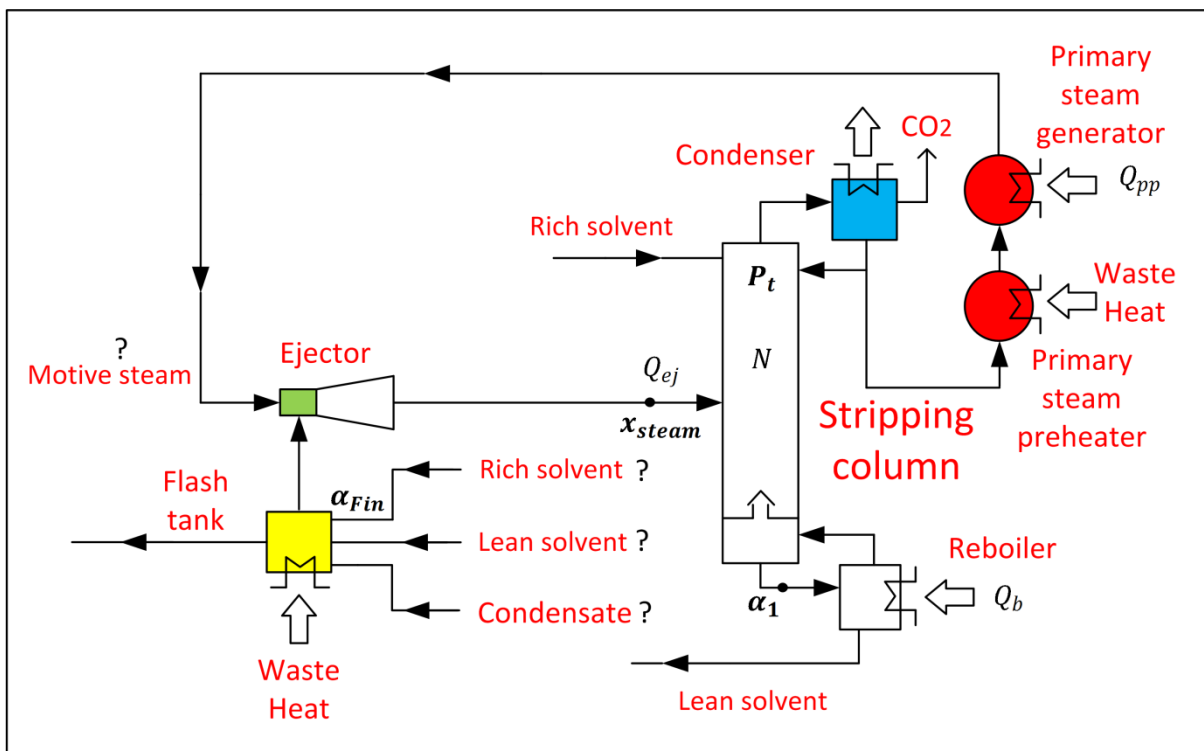 Primary
steam
generator
Q_pp
CO2
Condenser
Rich solvent
P_t
N
Waste
Heat
Primary
steam
preheater
?
Motive steam
Ejector
Q_ej
x_steam
Stripping
column
Flash
tank
α_Fin
Rich solvent ?
Lean solvent ?
Condensate ?
Waste
Heat
Reboiler
Q_b
α_1
Lean solvent